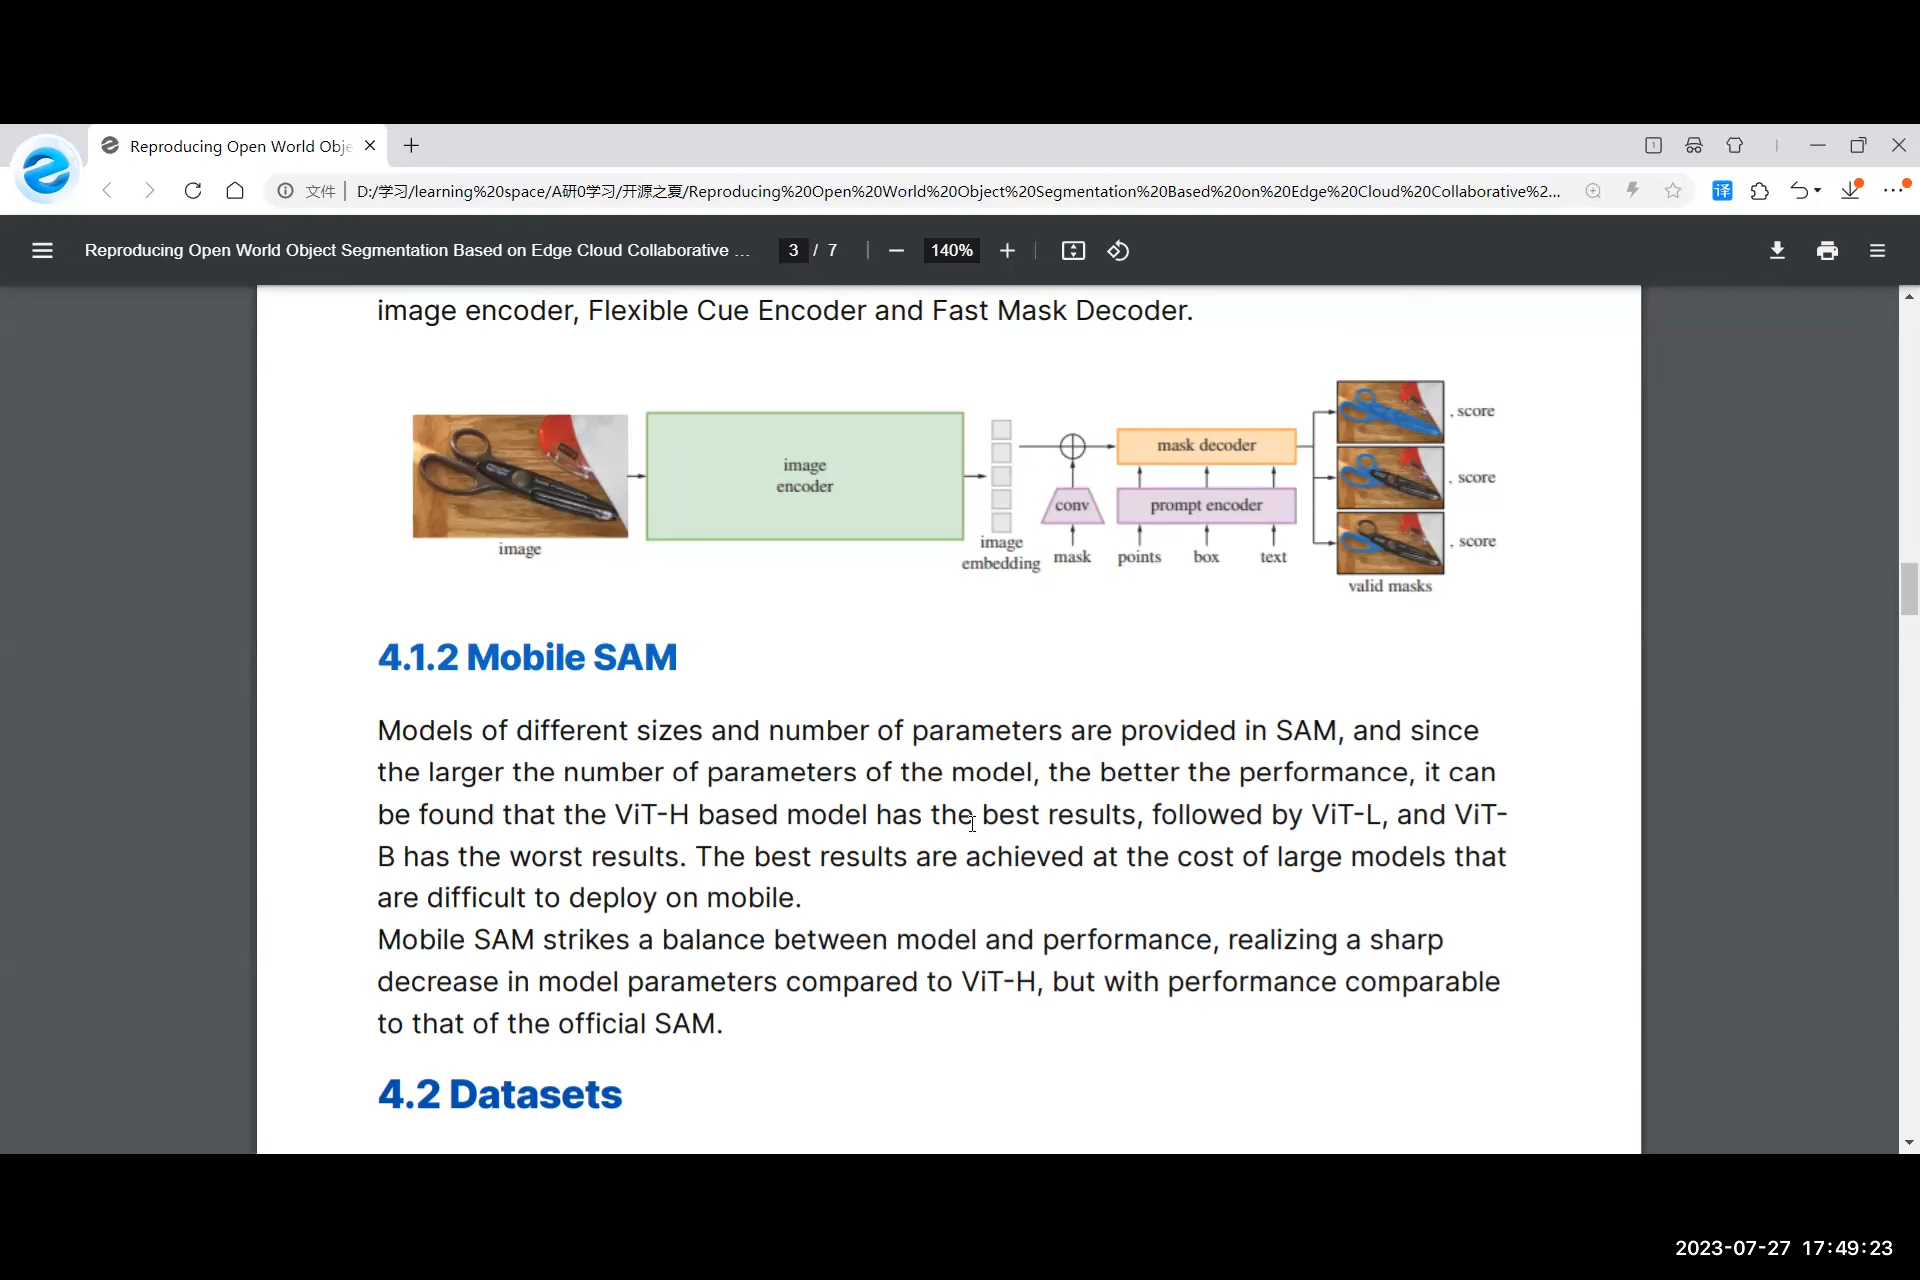 Reproducing Open World Obje
文件 D:/学习/learning%20space/A研0学习/开源之夏/Reproducing%20Open%20World%20Object%20Segmentation%20Based%20on%20Edge%20Cloud%20Collaborative%2...
译
Reproducing Open World Object Segmentation Based on Edge Cloud Collaborative ...
3 / 7
140%
image encoder, Flexible Cue Encoder and Fast Mask Decoder.
image
image
encoder
image
embedding
conv
mask
mask decoder
prompt encoder
points box text
, score
, score
, score
valid masks
4.1.2 Mobile SAM
Models of different sizes and number of parameters are provided in SAM, and since
the larger the number of parameters of the model, the better the performance, it can
be found that the ViT-H based model has the best results, followed by ViT-L, and ViT-
B has the worst results. The best results are achieved at the cost of large models that
are difficult to deploy on mobile.
Mobile SAM strikes a balance between model and performance, realizing a sharp
decrease in model parameters compared to ViT-H, but with performance comparable
to that of the official SAM.
4.2 Datasets
2023-07-27 17:49:23